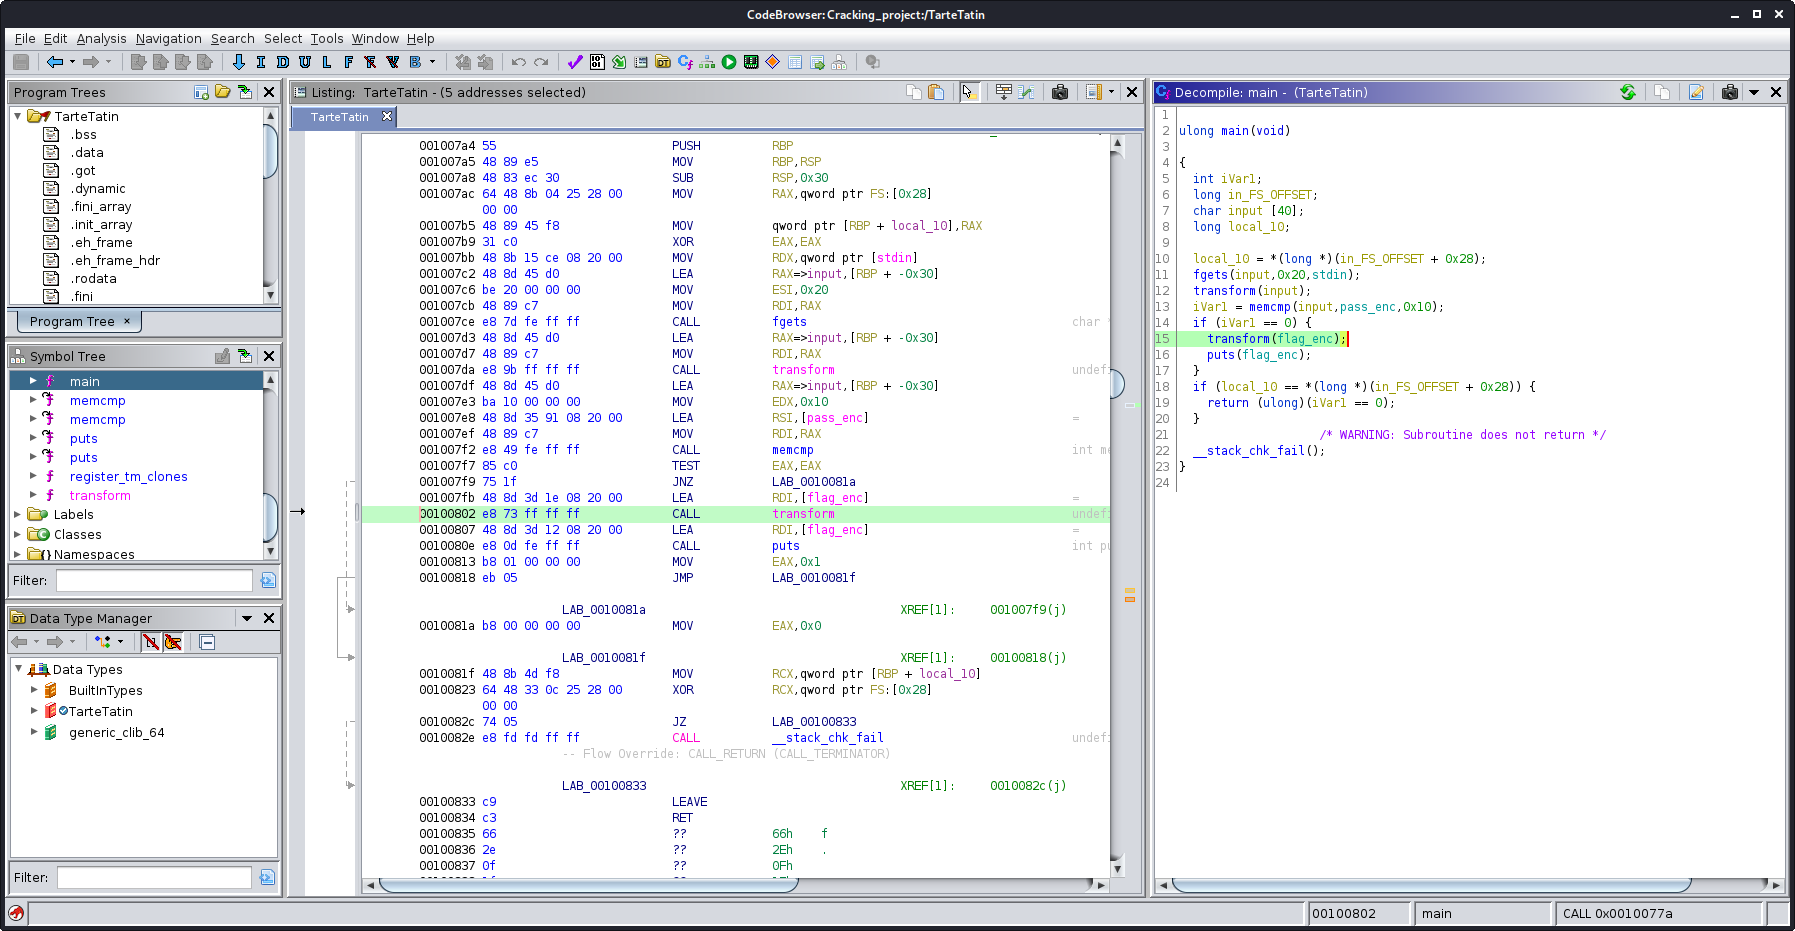 CodeBrowser: Cracking_project:/TarteTatin
File Edit Analysis Navigation Search Select Tools Window Help
I D U L F B
Program Trees
TarteTatin
.bss
.data
.got
.dynamic
.fini_array
.init_array
.eh_frame
.eh_frame_hdr
.rodata
.fini
Program Tree ×
Symbol Tree
main
memcmp
memcmp
puts
puts
register_tm_clones
transform
Labels
Classes
Namespaces
Filter:
Data Type Manager
Data Types
BuiltInTypes
TarteTatin
generic_clib_64
Filter:
Listing: TarteTatin - (5 addresses selected)
TarteTatin
001007a4 55 PUSH RBP
001007a5 48 89 e5 MOV RBP,RSP
001007a8 48 83 ec 30 SUB RSP,0x30
001007ac 64 48 8b 04 25 28 00 MOV RAX,qword ptr FS:[0x28]
00 00
001007b5 48 89 45 f8 MOV qword ptr [RBP + local_10],RAX
001007b9 31 c0 XOR EAX,EAX
001007bb 48 8b 15 ce 08 20 00 MOV RDX,qword ptr [stdin]
001007c2 48 8d 45 d0 LEA RAX=>input,[RBP + -0x30]
001007c6 be 20 00 00 00 MOV ESI,0x20
001007cb 48 89 c7 MOV RDI,RAX
001007ce e8 7d fe ff ff CALL fgets char
001007d3 48 8d 45 d0 LEA RAX=>input,[RBP + -0x30]
001007d7 48 89 c7 MOV RDI,RAX
001007da e8 9b ff ff ff CALL transform undef
001007df 48 8d 45 d0 LEA RAX=>input,[RBP + -0x30]
001007e3 ba 10 00 00 00 MOV EDX,0x10
001007e8 48 8d 35 91 08 20 00 LEA RSI,[pass_enc] =
001007ef 48 89 c7 MOV RDI,RAX
001007f2 e8 49 fe ff ff CALL memcmp int me
001007f7 85 c0 TEST EAX,EAX
001007f9 75 1f JNZ LAB_0010081a
001007fb 48 8d 3d 1e 08 20 00 LEA RDI,[flag_enc] =
00100802 e8 73 ff ff ff CALL transform undef
00100807 48 8d 3d 12 08 20 00 LEA RDI,[flag_enc] =
0010080e e8 0d fe ff ff CALL puts int pu
00100813 b8 01 00 00 00 MOV EAX,0x1
00100818 eb 05 JMP LAB_0010081f
LAB_0010081a XREF[1]: 001007f9(j)
0010081a b8 00 00 00 00 MOV EAX,0x0
LAB_0010081f XREF[1]: 00100818(j)
0010081f 48 8b 4d f8 MOV RCX,qword ptr [RBP + local_10]
00100823 64 48 33 0c 25 28 00 XOR RCX,qword ptr FS:[0x28]
00 00
0010082c 74 05 JZ LAB_00100833
0010082e e8 fd fd ff ff CALL __stack_chk_fail undef
-- Flow Override: CALL_RETURN (CALL_TERMINATOR)
LAB_00100833 XREF[1]: 0010082c(j)
00100833 c9 LEAVE
00100834 c3 RET
00100835 66 ?? 66h f
00100836 2e ?? 2Eh .
00100837 0f ?? 0Fh
Decompile: main - (TarteTatin)
1
2 ulong main(void)
3
4 {
5 int iVar1;
6 long in_FS_OFFSET;
7 char input [40];
8 long local_10;
9
10 local_10 = *(long *)(in_FS_OFFSET + 0x28);
11 fgets(input,0x20,stdin);
12 transform(input);
13 iVar1 = memcmp(input,pass_enc,0x10);
14 if (iVar1 == 0) {
15 transform(flag_enc);
16 puts(flag_enc);
17 }
18 if (local_10 == *(long *)(in_FS_OFFSET + 0x28)) {
19 return (ulong)(iVar1 == 0);
20 }
21 /* WARNING: Subroutine does not return */
22 __stack_chk_fail();
23 }
24
00100802 main CALL 0x0010077a